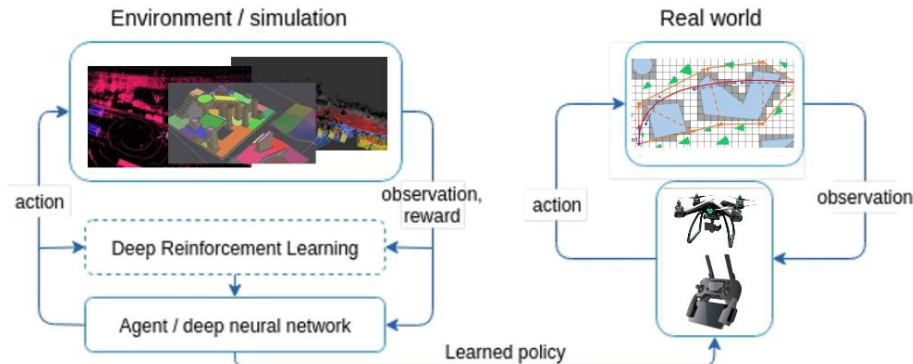 Environment / simulation
Real world
action
observation,
reward
action
observation
Deep Reinforcement Learning
Agent / deep neural network
Learned policy